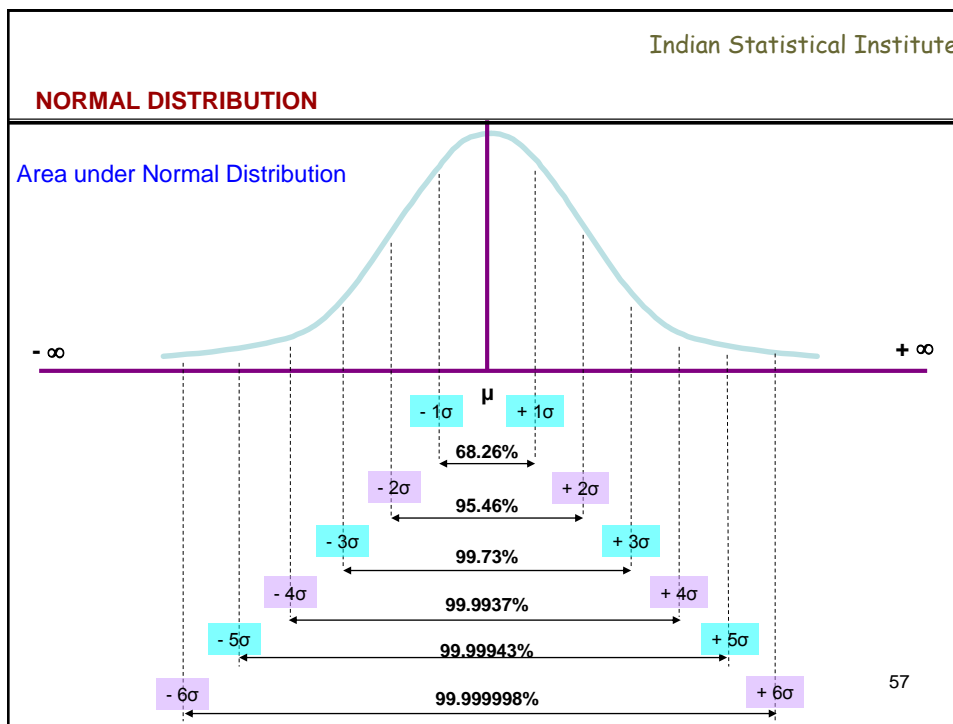 Indian Statistical Institute
NORMAL DISTRIBUTION
Area under Normal Distribution
- ∞ + ∞
μ
- 1σ + 1σ
68.26%
- 2σ + 2σ
95.46%
- 3σ + 3σ
99.73%
- 4σ + 4σ
99.9937%
- 5σ + 5σ
99.99943%
- 6σ + 6σ
99.999998%
57